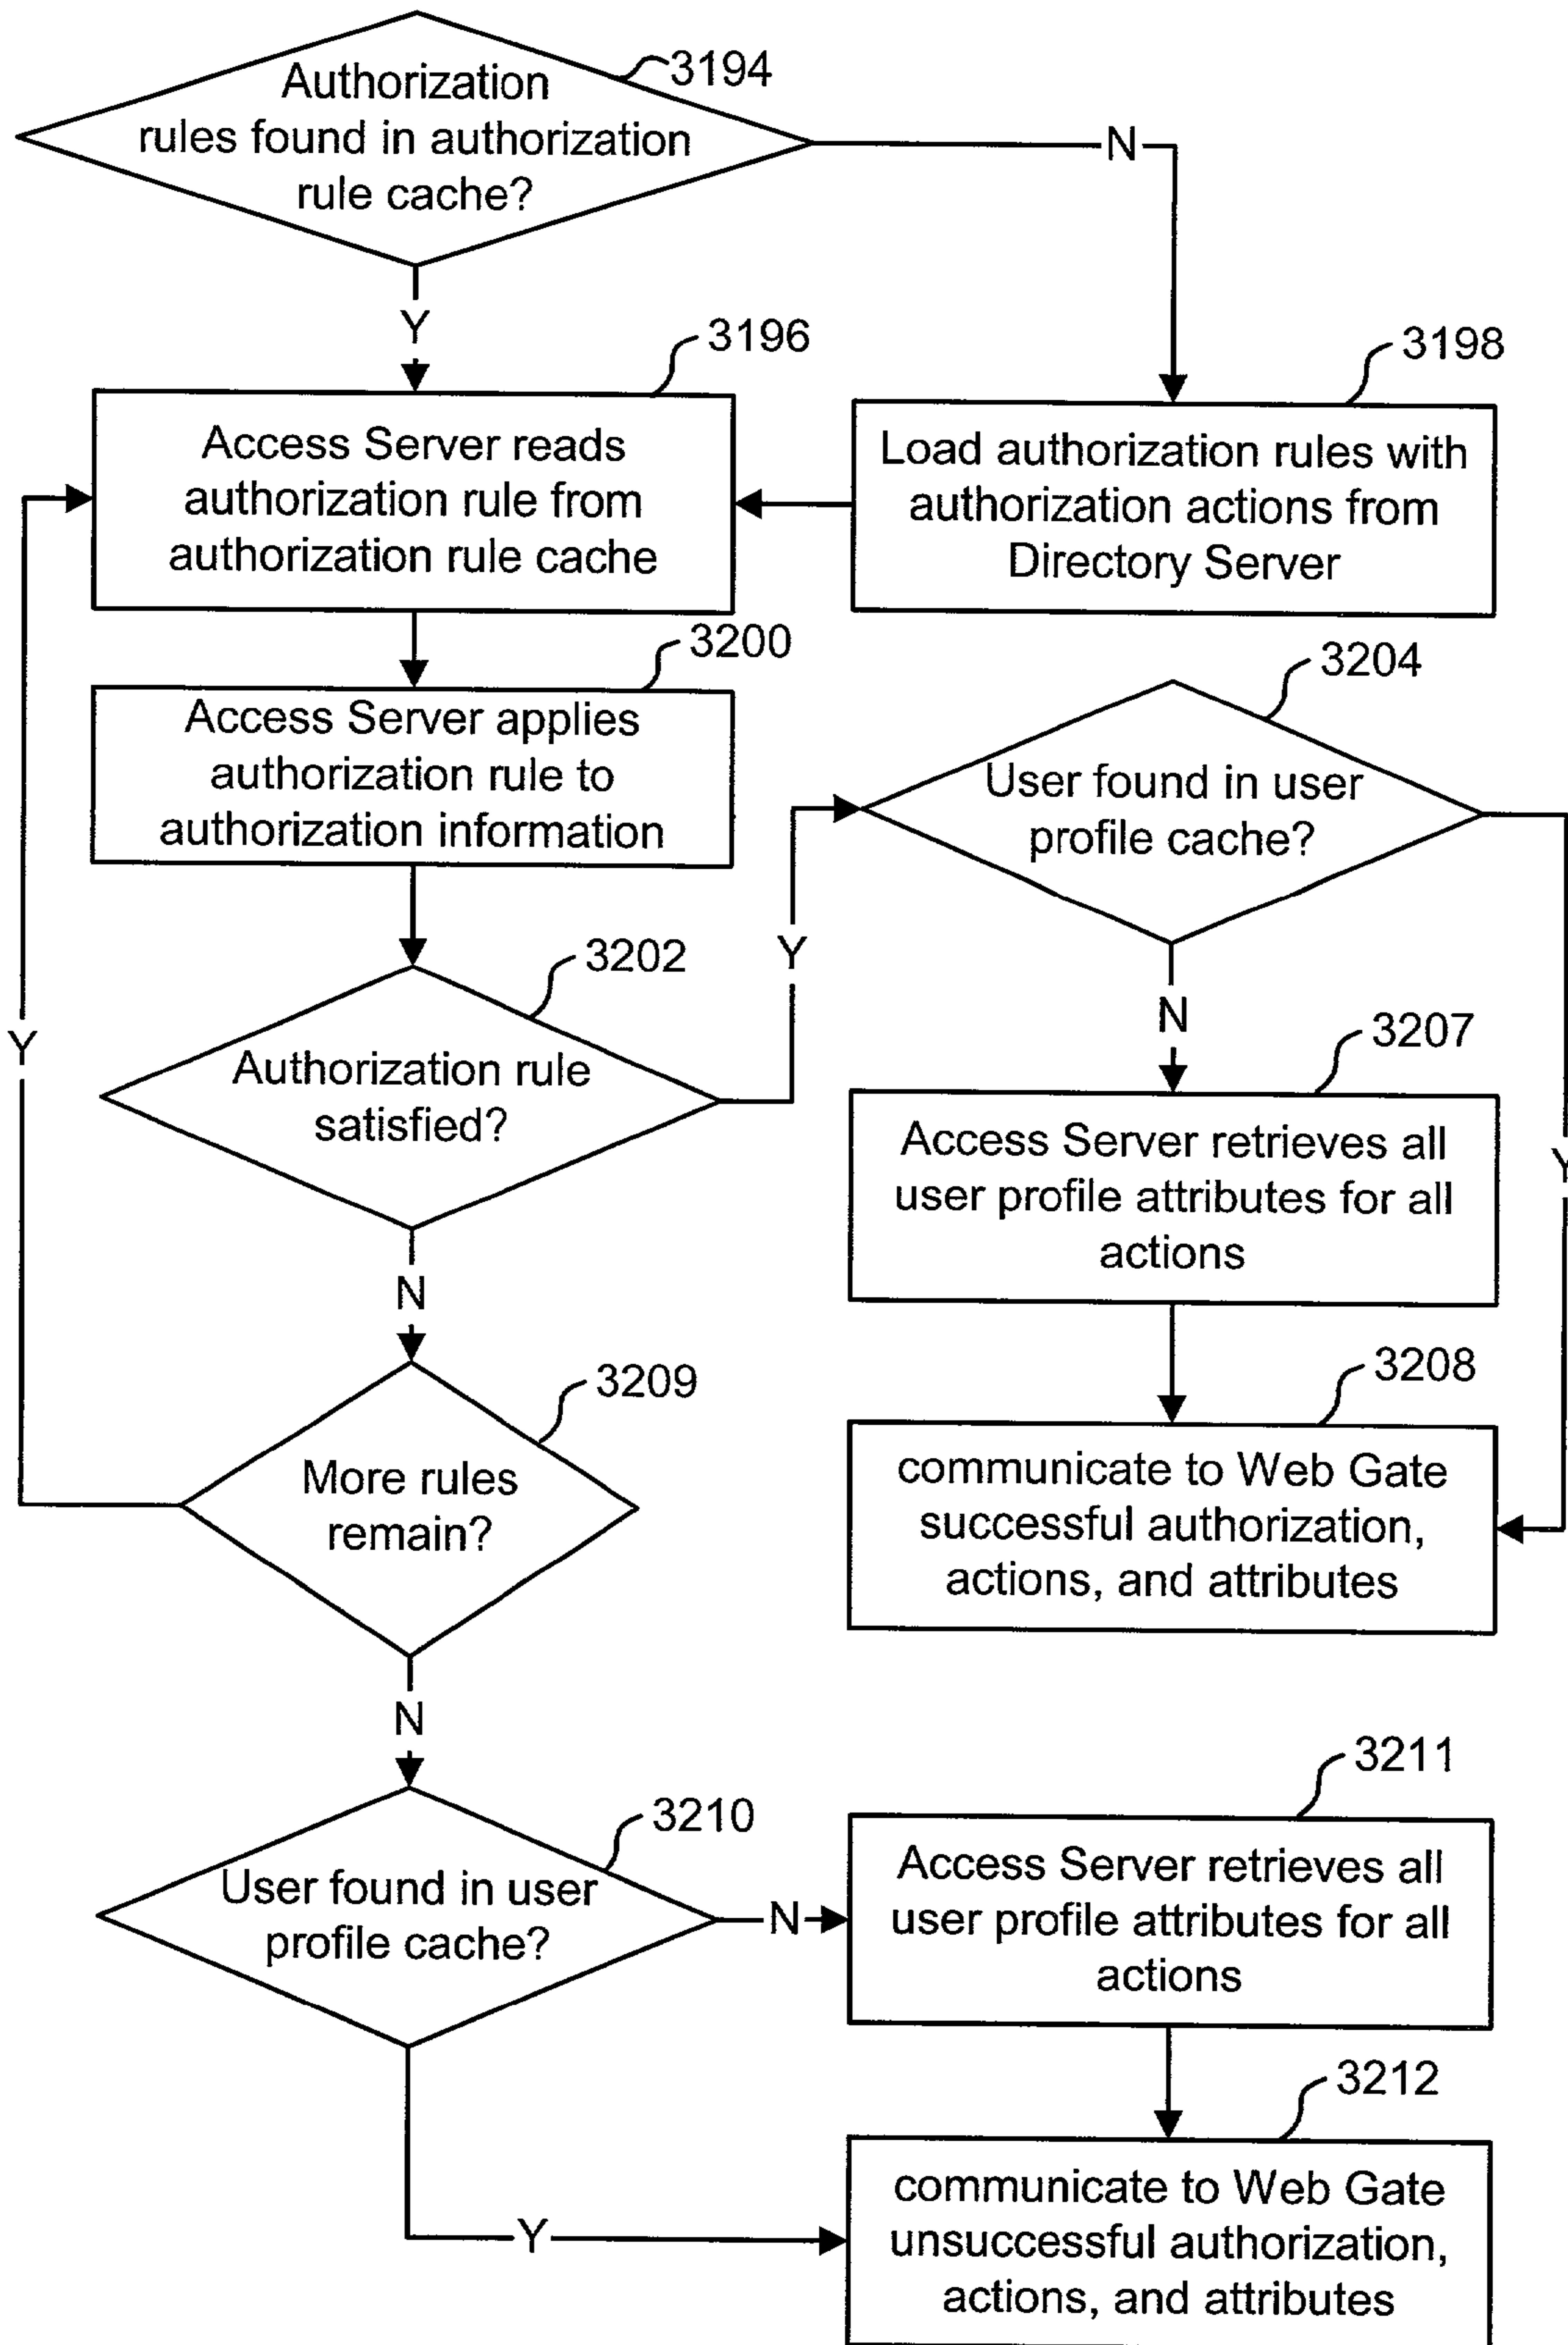 3194
Authorization
rules found in authorization
rule cache?
N
Y
3196
Access Server reads
authorization rule from
authorization rule cache
3198
Load authorization rules with
authorization actions from
Directory Server
3200
Access Server applies
authorization rule to
authorization information
3204
User found in user
profile cache?
Y
N
Y
3202
Authorization rule
satisfied?
Y
N
3207
Access Server retrieves all
user profile attributes for all
actions
3208
communicate to Web Gate
successful authorization,
actions, and attributes
3209
More rules
remain?
N
3210
User found in user
profile cache?
N
Y
3211
Access Server retrieves all
user profile attributes for all
actions
3212
communicate to Web Gate
unsuccessful authorization,
actions, and attributes